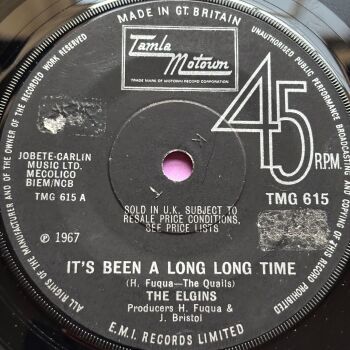 MADE IN GT. BRITAIN
Tamla
Motown
TRADE MARK OF MOTOWN RECORD CORPORATION
45
RPM.
JOBETE-CARLIN
MUSIC LTD.
MECOLICO
BIEM/NCB
TMG 615 A
TMG 615
SOLD IN U.K. SUBJECT TO
RESALE PRICE CONDITIONS,
SEE PRICE LISTS
℗ 1967
IT'S BEEN A LONG LONG TIME
(H. Fuqua—The Quails)
THE ELGINS
Producers H. Fuqua &
J. Bristol
E.M.I. RECORDS LIMITED
ALL RIGHTS OF THE MANUFACTURER AND OF THE OWNER OF THE RECORDED WORK RESERVED
UNAUTHORISED PUBLIC PERFORMANCE BROADCASTING AND COPYING OF THIS RECORD PROHIBITED